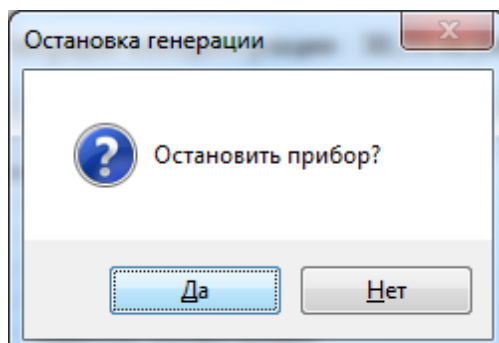 Остановка генерации
Остановить прибор?
Да
Нет